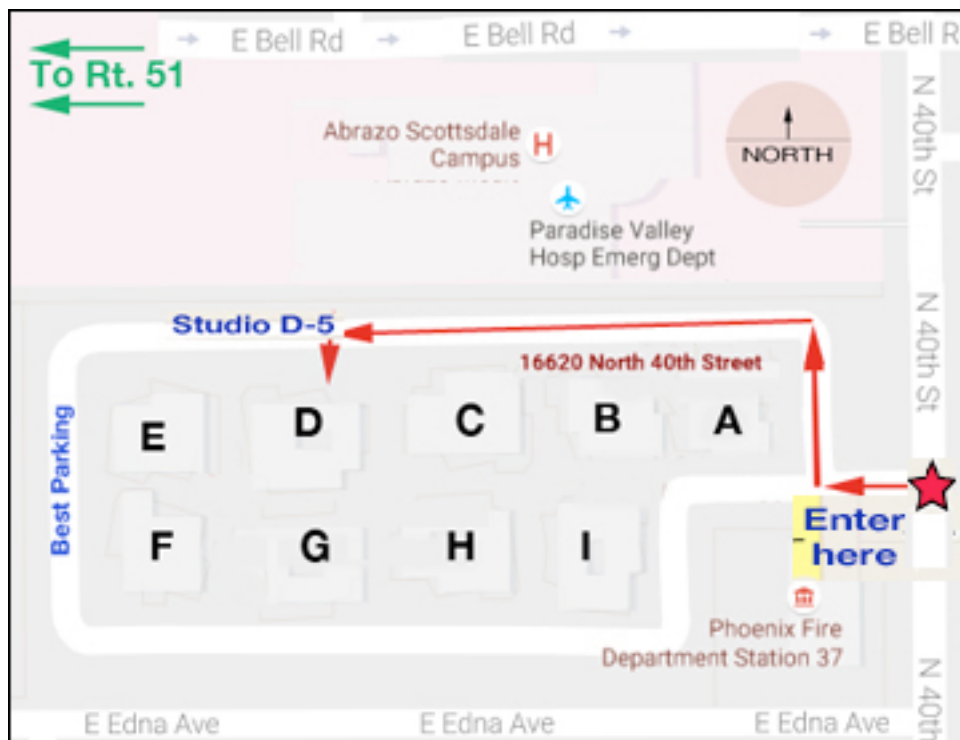 E Bell Rd
E Bell Rd
E Bell R
To Rt. 51
N 40th St
Abrazo Scottsdale
Campus
H
NORTH
Paradise Valley
Hosp Emerg Dept
N 40th St
Studio D-5
16620 North 40th Street
E
D
C
B
A
Best Parking
F
G
H
I
Enter
here
Phoenix Fire
Department Station 37
N 40th
E Edna Ave
E Edna Ave
E Edna Ave